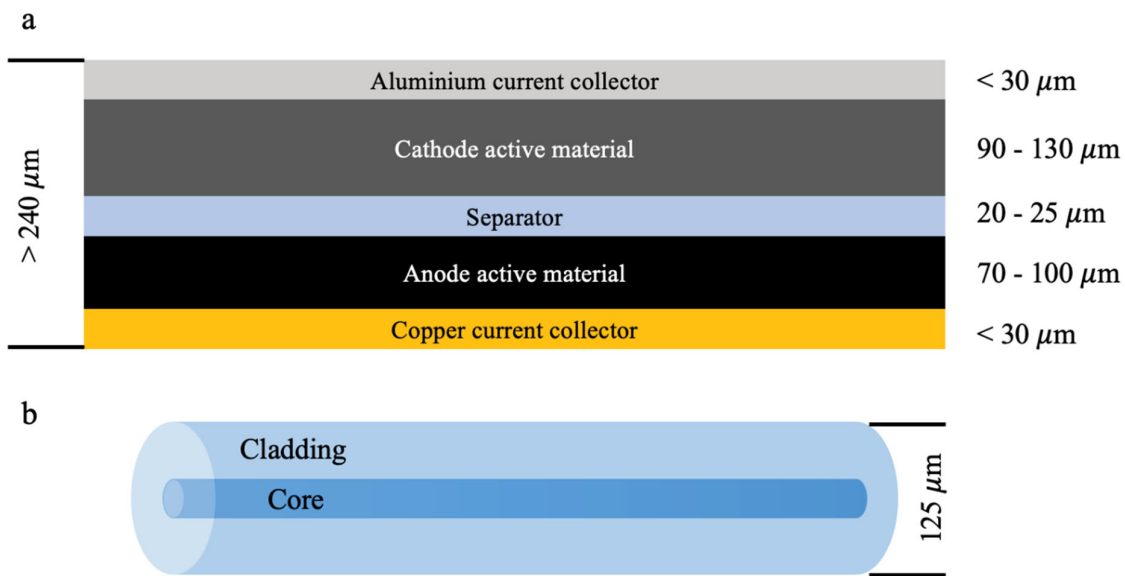 a
Aluminium current collector
< 30 μm
Cathode active material
90 - 130 μm
> 240 μm
Separator
20 - 25 μm
Anode active material
70 - 100 μm
Copper current collector
< 30 μm
b
Cladding
Core
125 μm